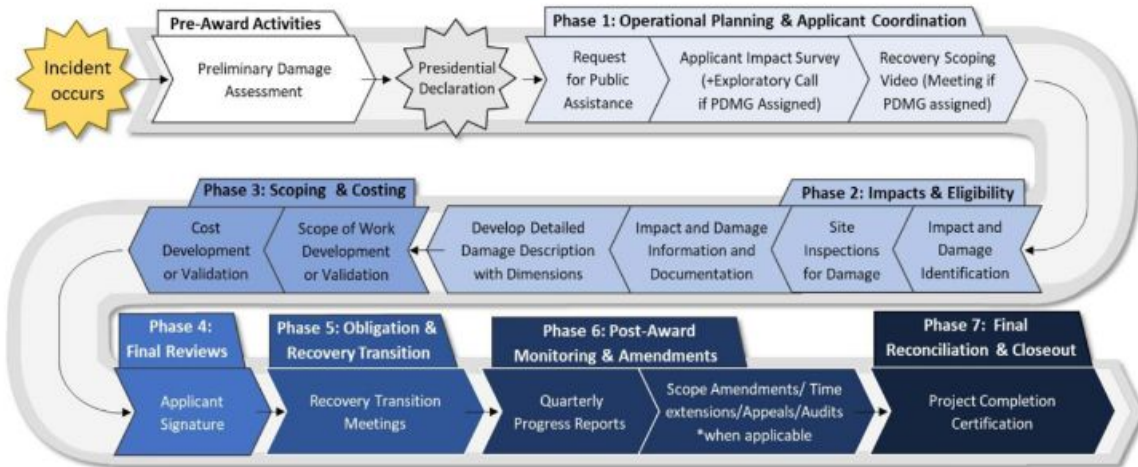 Pre-Award Activities
Phase 1: Operational Planning & Applicant Coordination
Incident
occurs
Preliminary Damage
Assessment
Presidential
Declaration
Request
for Public
Assistance
Applicant Impact Survey
(+Exploratory Call
if PDMG Assigned)
Recovery Scoping
Video (Meeting if
PDMG assigned)
Phase 2: Impacts & Eligibility
Impact and
Damage
Identification
Site
Inspections
for Damage
Impact and Damage
Information and
Documentation
Develop Detailed
Damage Description
with Dimensions
Phase 3: Scoping & Costing
Scope of Work
Development
or Validation
Cost
Development
or Validation
Phase 4:
Final Reviews
Applicant
Signature
Phase 5: Obligation &
Recovery Transition
Recovery Transition
Meetings
Phase 6: Post-Award
Monitoring & Amendments
Quarterly
Progress Reports
Scope Amendments/ Time
extensions/Appeals/Audits
*when applicable
Phase 7: Final
Reconciliation & Closeout
Project Completion
Certification